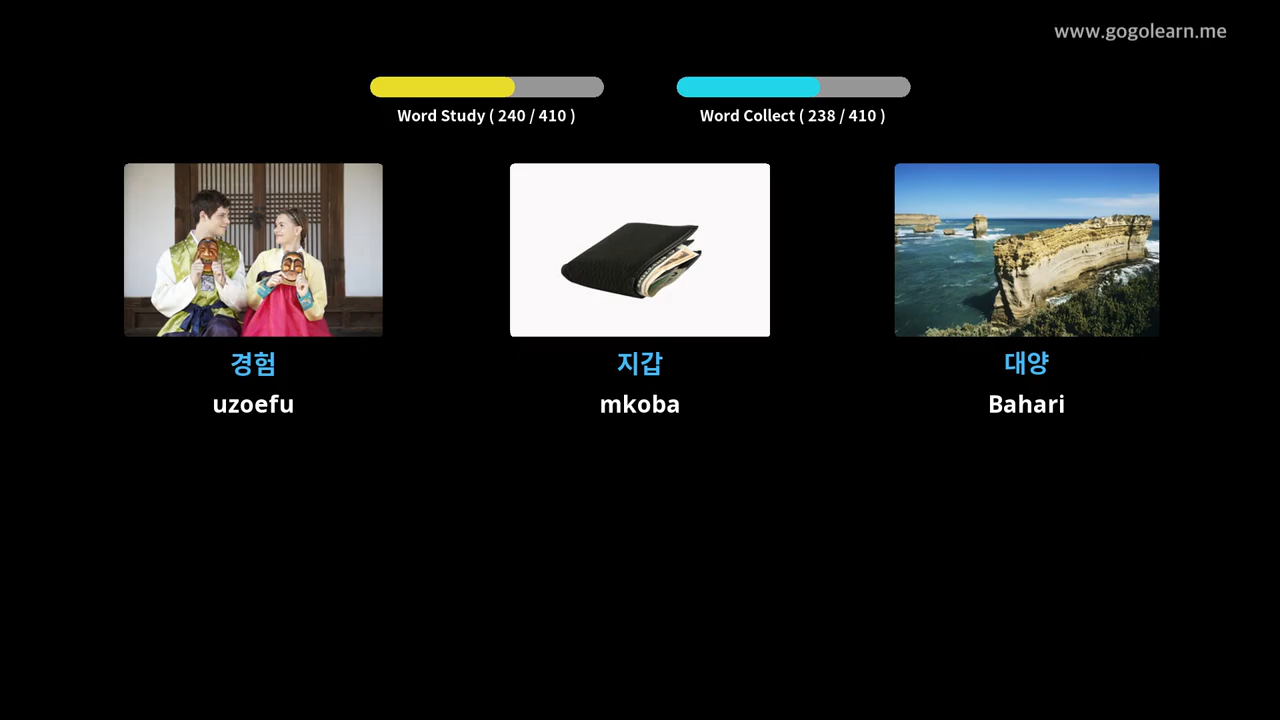 www.gogolearn.me
Word Study ( 240 / 410 )
Word Collect ( 238 / 410 )
경험
uzoefu
지갑
mkoba
대양
Bahari